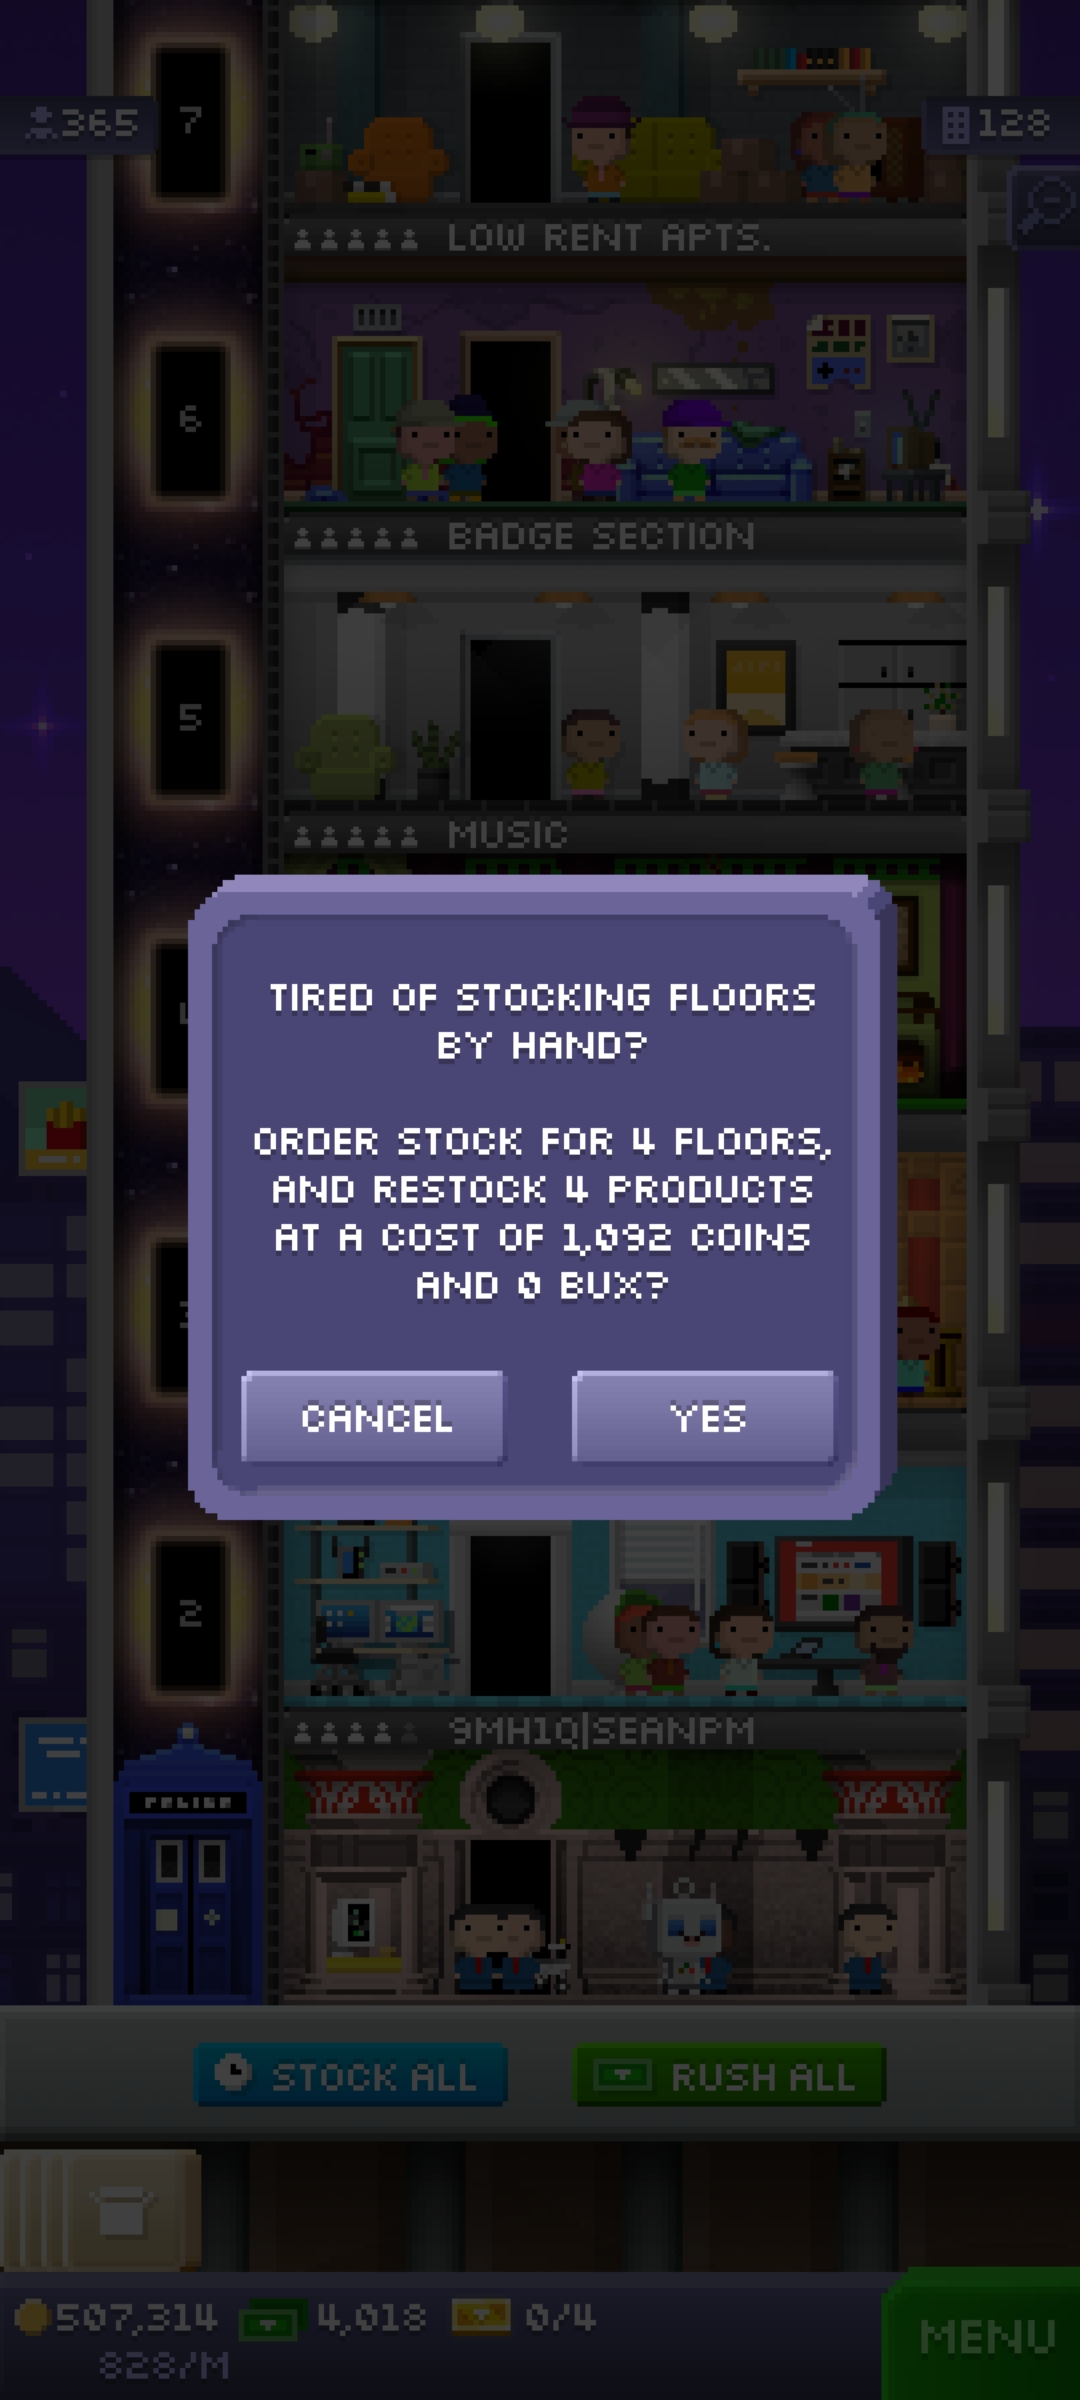 7
365
128
LOW RENT APTS.
6
BADGE SECTION
5
MUSIC
TIRED OF STOCKING FLOORS
BY HAND?
ORDER STOCK FOR 4 FLOORS,
AND RESTOCK 4 PRODUCTS
AT A COST OF 1,092 COINS
AND 0 BUX?
CANCEL
YES
2
9MH1Q|SEANPM
POLICE
STOCK ALL
RUSH ALL
507,314
4,018
0/4
828/M
MENU